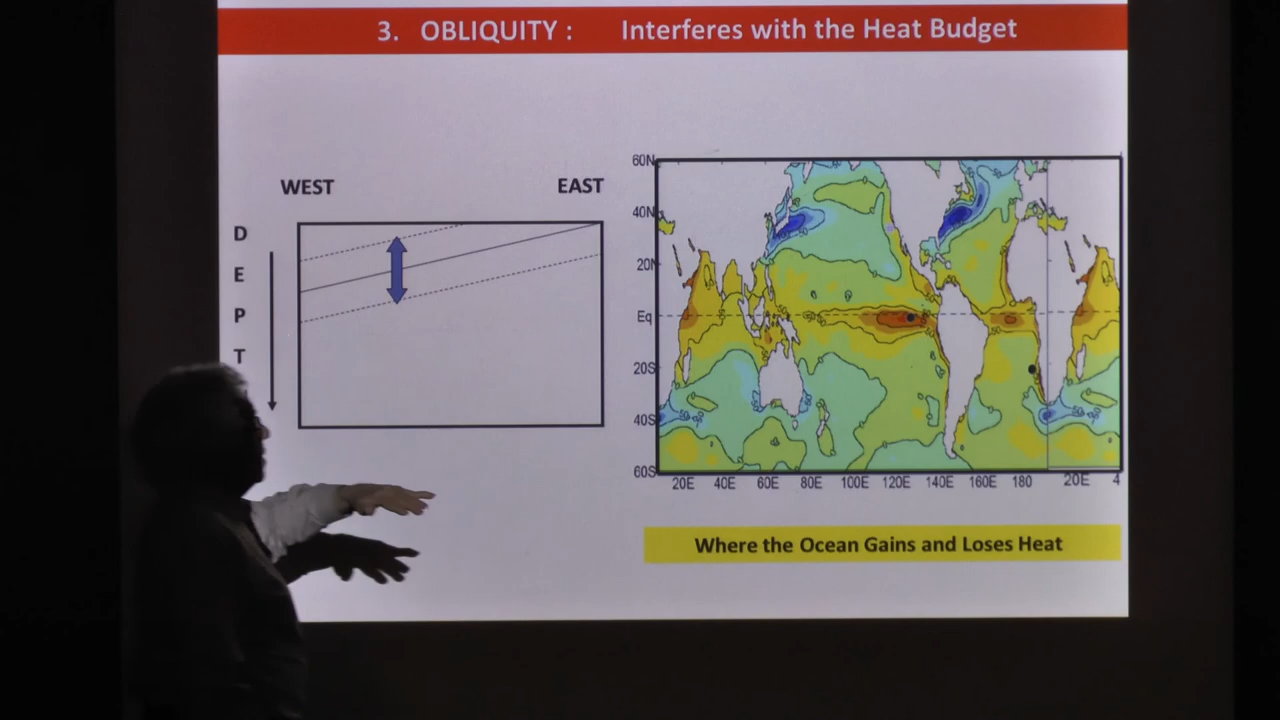 3. OBLIQUITY : Interferes with the Heat Budget
WEST
EAST
D
E
P
T
60N
40N
20N
Eq
20S
40S
60S
20E 40E 60E 80E 100E 120E 140E 160E 180 20E 4
Where the Ocean Gains and Loses Heat